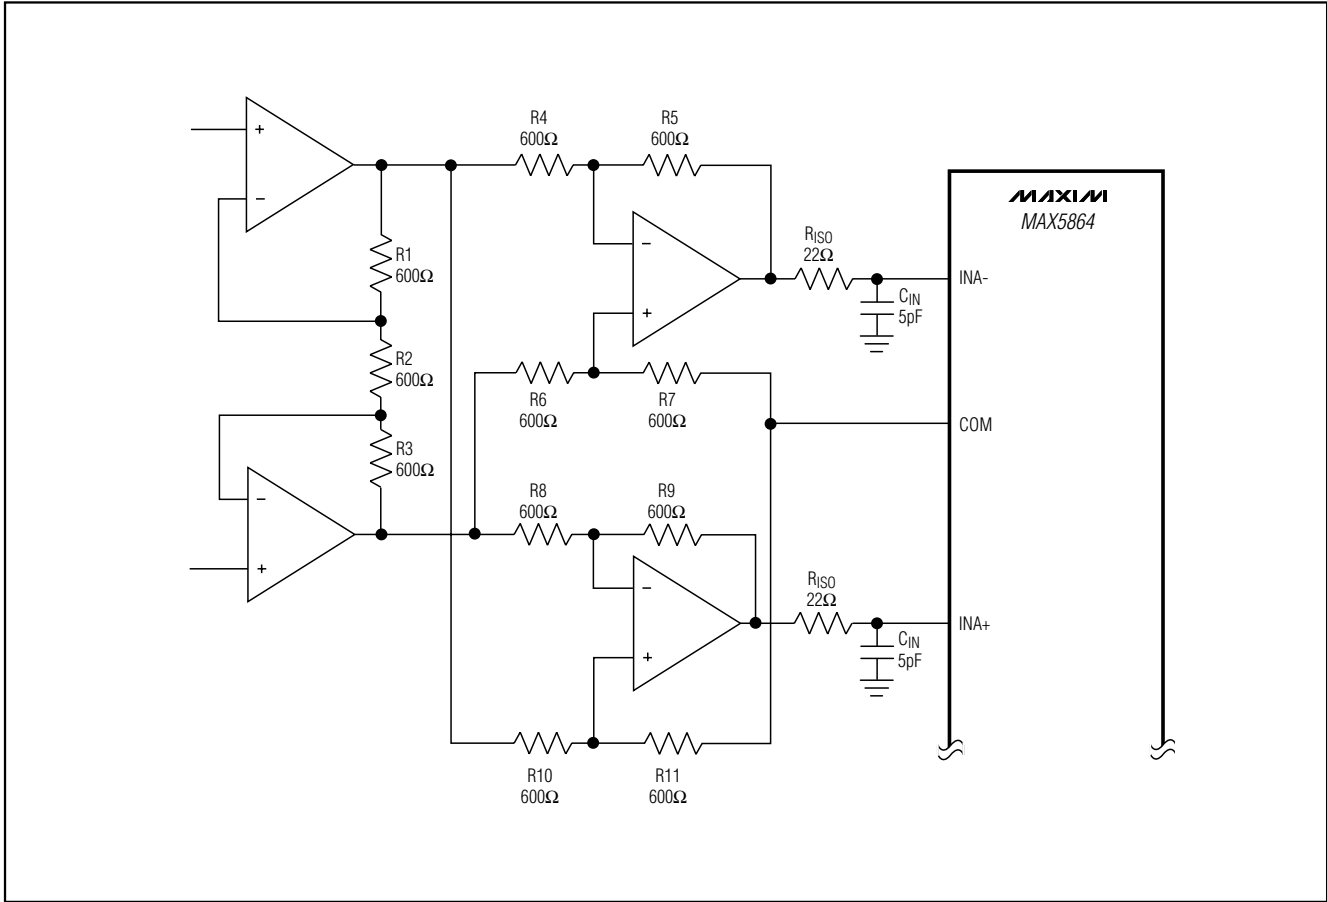 R4
600Ω
R5
600Ω
+
−
R1
600Ω
R2
600Ω
R3
600Ω
−
+
−
+
R6
600Ω
R7
600Ω
R8
600Ω
R9
600Ω
−
+
R10
600Ω
R11
600Ω
RISO
22Ω
CIN
5pF
RISO
22Ω
CIN
5pF
MAXIM
MAX5864
INA-
COM
INA+